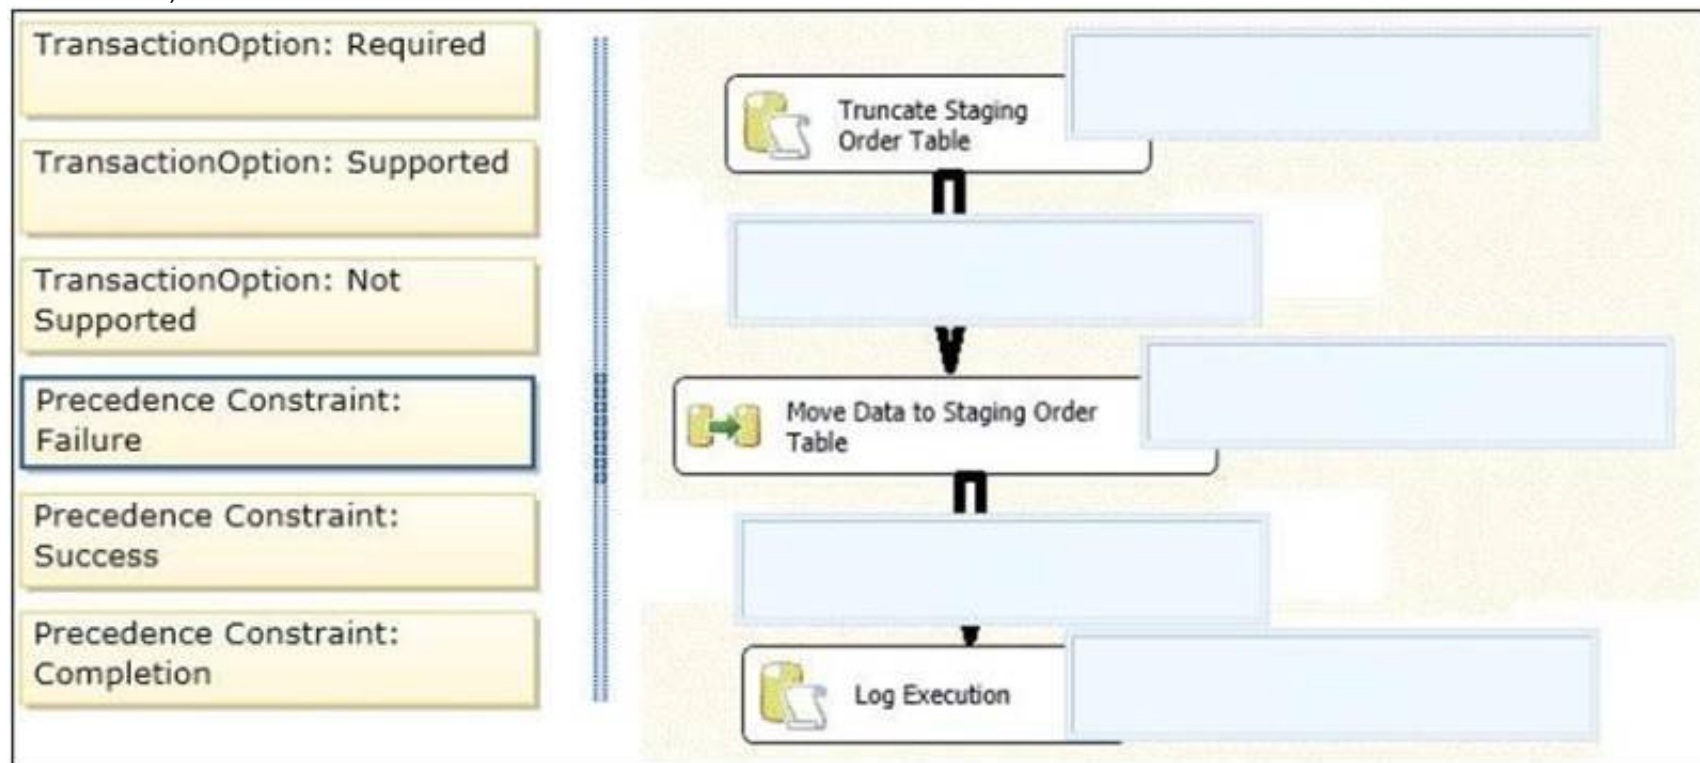 TransactionOption: Required
TransactionOption: Supported
TransactionOption: Not
Supported
Precedence Constraint:
Failure
Precedence Constraint:
Success
Precedence Constraint:
Completion
Truncate Staging
Order Table
Move Data to Staging Order
Table
Log Execution